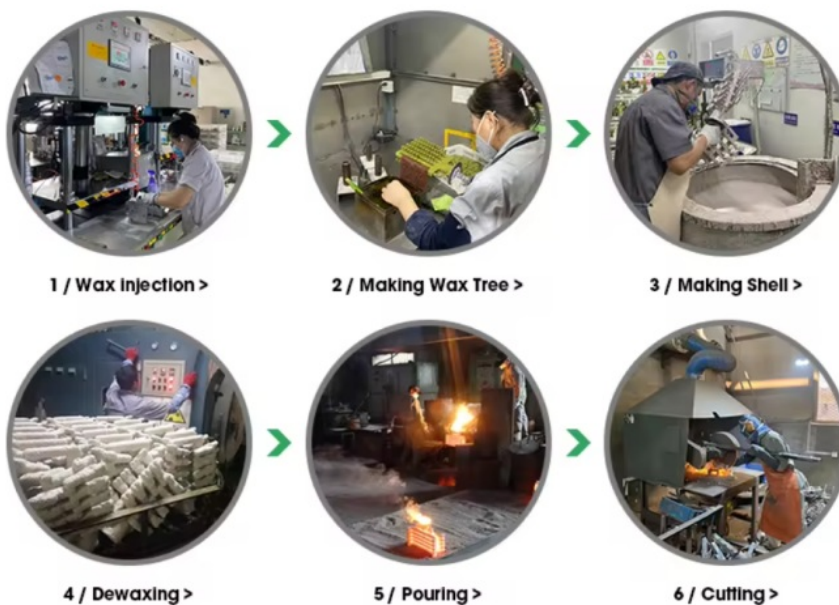 1 / Wax injection >
2 / Making Wax Tree >
3 / Making Shell >
4 / Dewaxing >
5 / Pouring >
6 / Cutting >